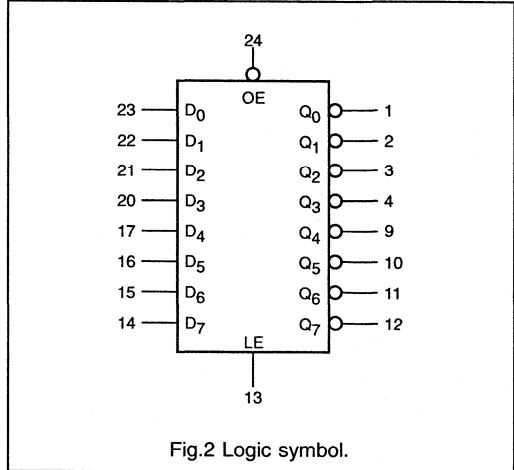 24
OE
23 D0 Q0 1
22 D1 Q1 2
21 D2 Q2 3
20 D3 Q3 4
17 D4 Q4 9
16 D5 Q5 10
15 D6 Q6 11
14 D7 Q7 12
LE
13
Fig.2 Logic symbol.